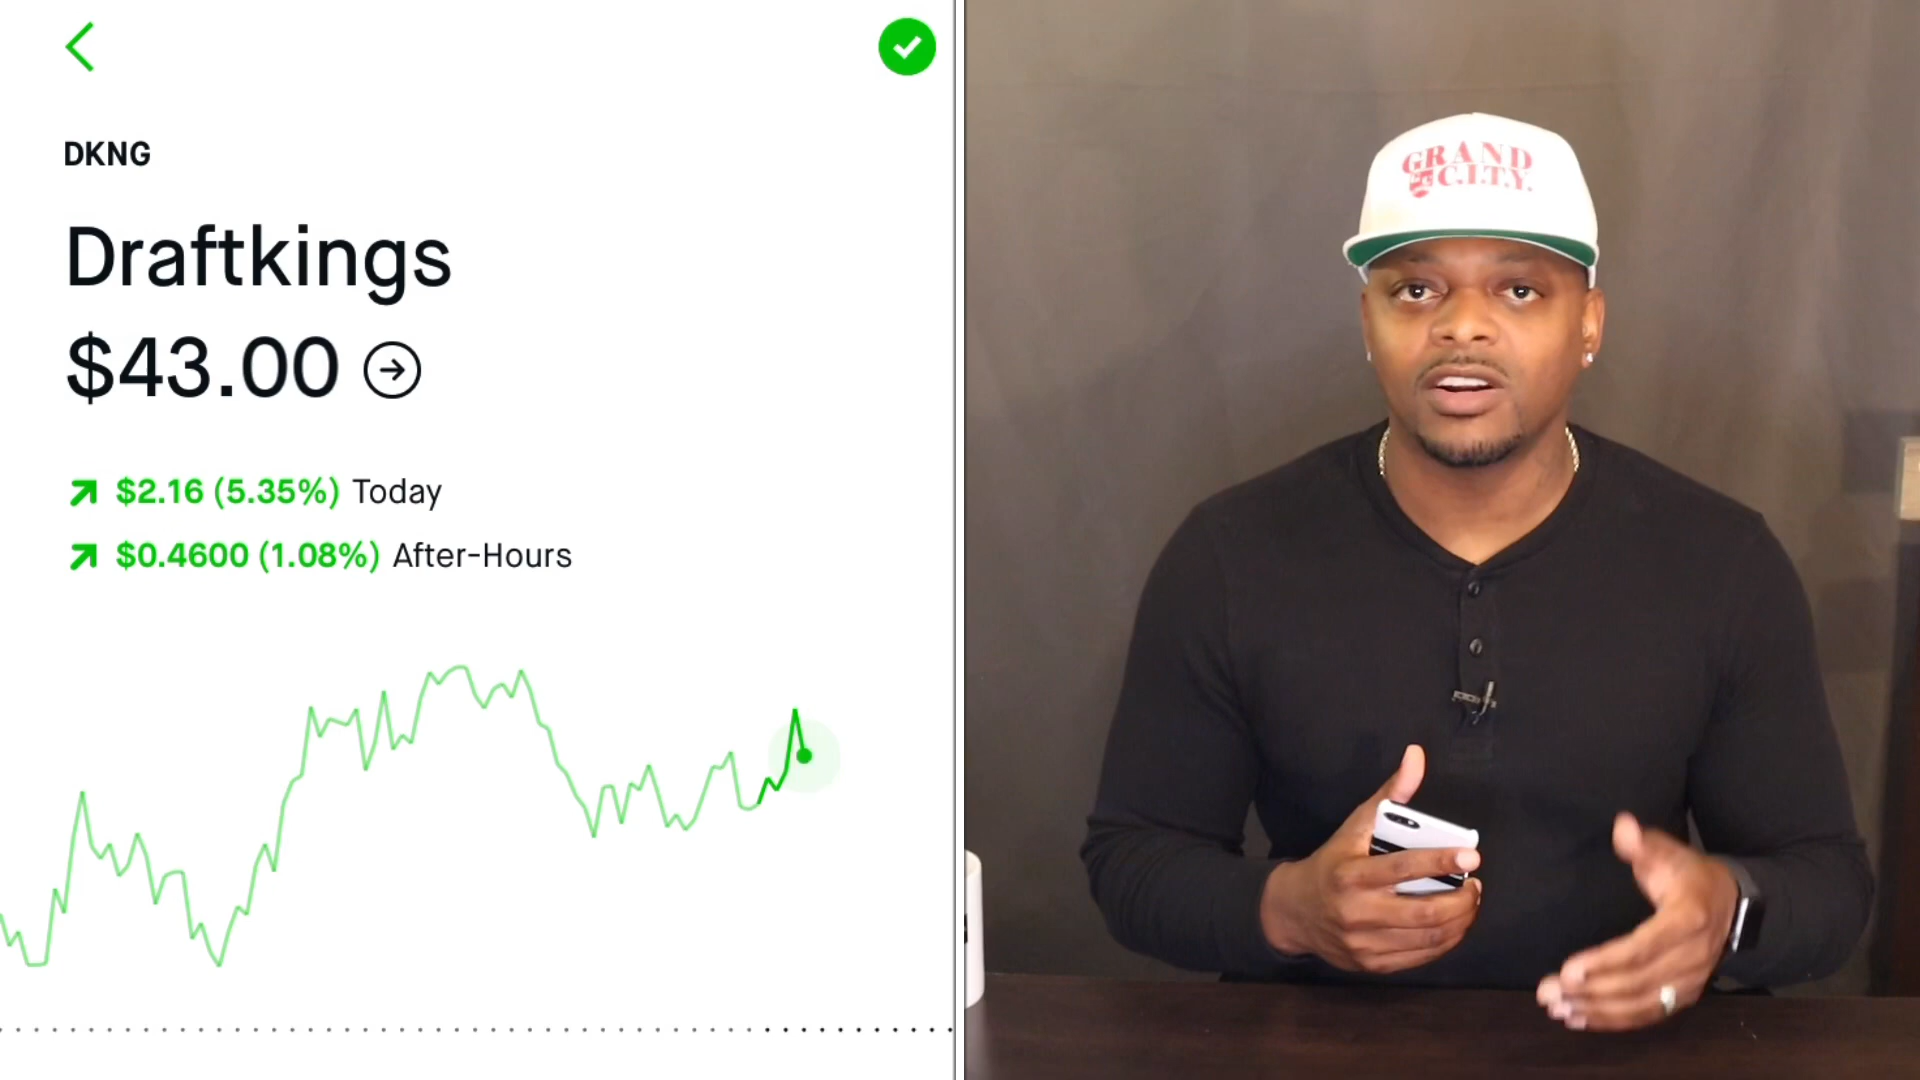 DKNG
Draftkings
$43.00
$2.16 (5.35%) Today
$0.4600 (1.08%) After-Hours
GRAND
C.I.T.Y.